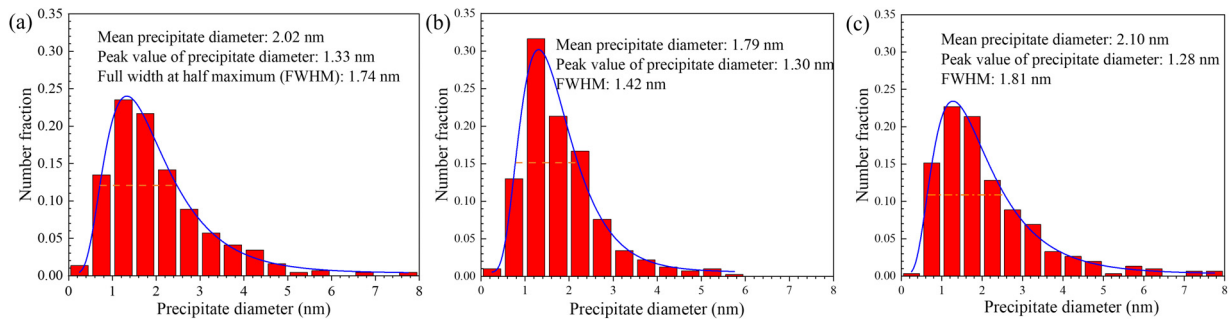 (a)
Mean precipitate diameter: 2.02 nm
Peak value of precipitate diameter: 1.33 nm
Full width at half maximum (FWHM): 1.74 nm
Number fraction
0.35
0.30
0.25
0.20
0.15
0.10
0.05
0.00
0 1 2 3 4 5 6 7 8
Precipitate diameter (nm)
(b)
Mean precipitate diameter: 1.79 nm
Peak value of precipitate diameter: 1.30 nm
FWHM: 1.42 nm
Number fraction
0.35
0.30
0.25
0.20
0.15
0.10
0.05
0.00
0 1 2 3 4 5 6 7 8
Precipitate diameter (nm)
(c)
Mean precipitate diameter: 2.10 nm
Peak value of precipitate diameter: 1.28 nm
FWHM: 1.81 nm
Number fraction
0.35
0.30
0.25
0.20
0.15
0.10
0.05
0.00
0 1 2 3 4 5 6 7 8
Precipitate diameter (nm)